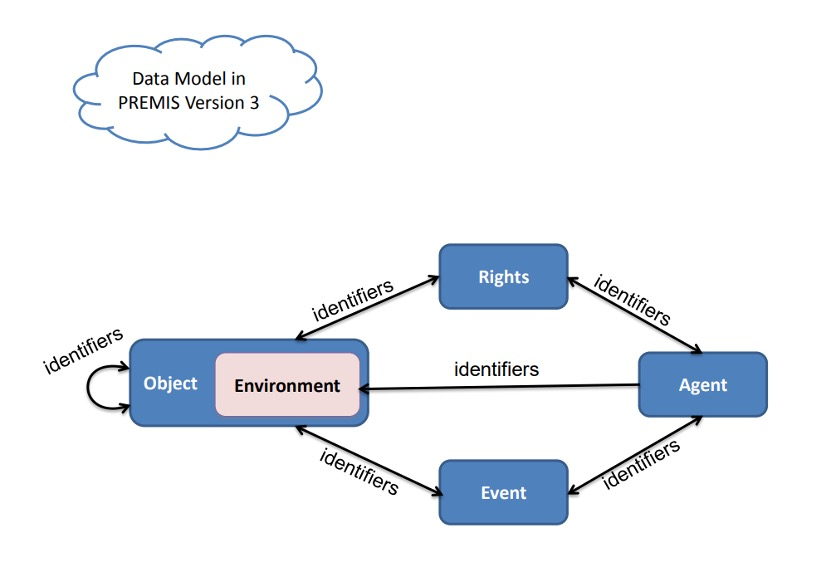 Data Model in
PREMIS Version 3
Rights
identifiers
identifiers
identifiers
identifiers
Object
Environment
Agent
identifiers
identifiers
Event